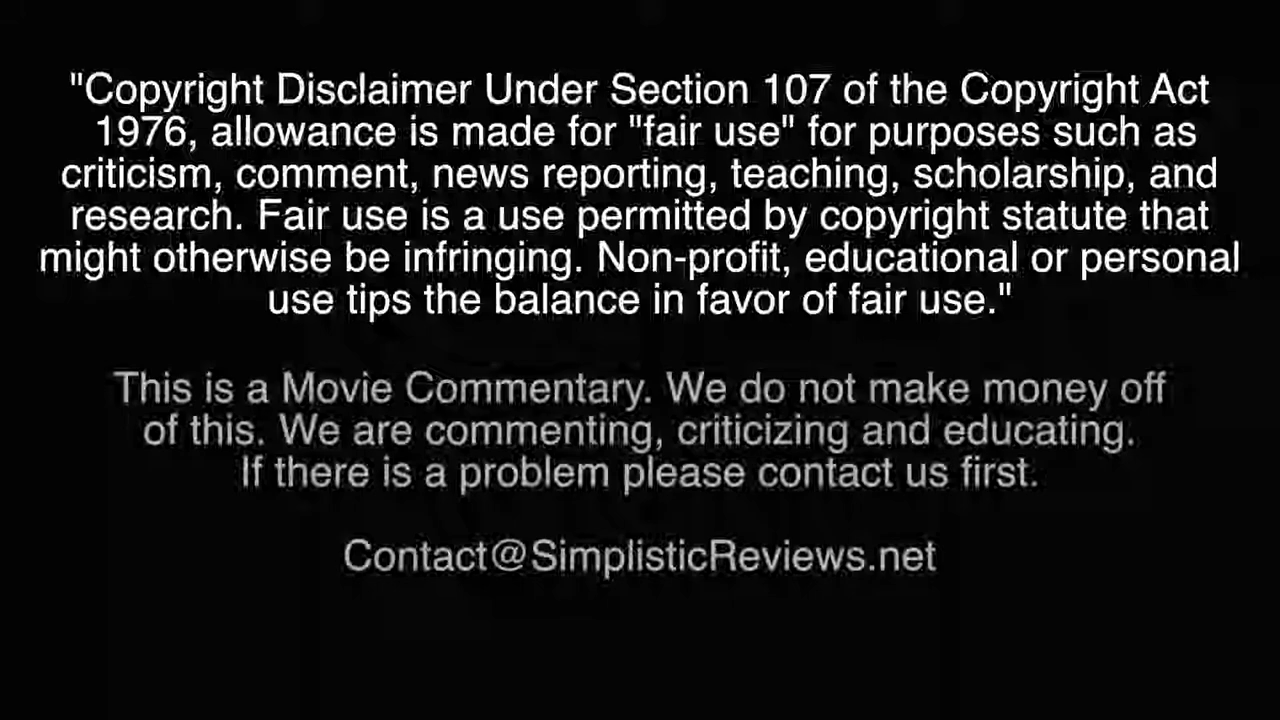 "Copyright Disclaimer Under Section 107 of the Copyright Act
1976, allowance is made for "fair use" for purposes such as
criticism, comment, news reporting, teaching, scholarship, and
research. Fair use is a use permitted by copyright statute that
might otherwise be infringing. Non-profit, educational or personal
use tips the balance in favor of fair use."
This is a Movie Commentary. We do not make money off
of this. We are commenting, criticizing and educating.
If there is a problem please contact us first.
Contact@SimplisticReviews.net